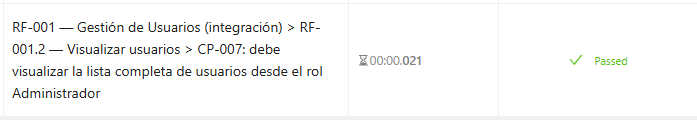 RF-001 — Gestión de Usuarios (integración) > RF-
001.2 — Visualizar usuarios > CP-007: debe
visualizar la lista completa de usuarios desde el rol
Administrador
00:00.021
Passed